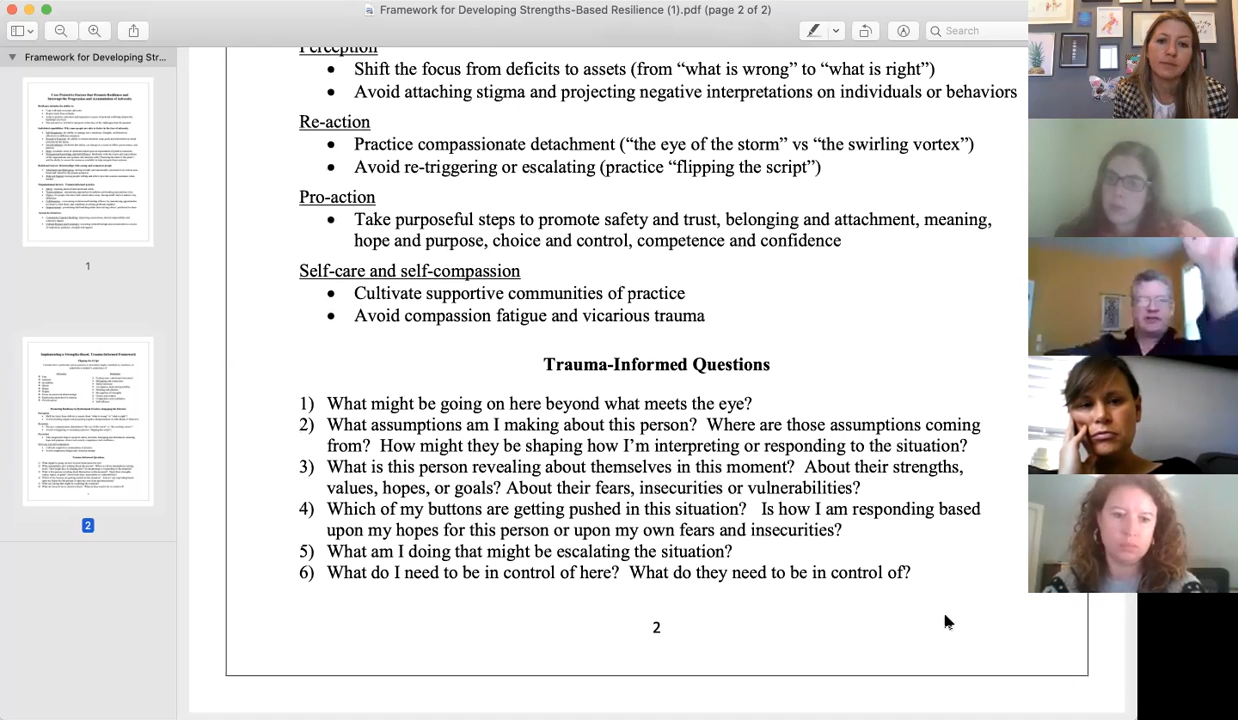 Framework for Developing Strengths-Based Resilience (1).pdf (page 2 of 2)
Search
Framework for Developing Str...
1
2
Perception
• Shift the focus from deficits to assets (from “what is wrong” to “what is right”)
• Avoid attaching stigma and projecting negative interpretations on individuals or behaviors
Re-action
• Practice compassionate detachment (“the eye of the storm” vs “the swirling vortex”)
• Avoid re-triggering or escalating (practice “flipping the script”)
Pro-action
• Take purposeful steps to promote safety and trust, belonging and attachment, meaning,
hope and purpose, choice and control, competence and confidence
Self-care and self-compassion
• Cultivate supportive communities of practice
• Avoid compassion fatigue and vicarious trauma
Trauma-Informed Questions
1) What might be going on here beyond what meets the eye?
2) What assumptions am I making about this person? Where are those assumptions coming
from? How might they be shaping how I’m interpreting or responding to the situation?
3) What is this person revealing about themselves in this moment? About their strengths,
values, hopes, or goals? About their fears, insecurities or vulnerabilities?
4) Which of my buttons are getting pushed in this situation? Is how I am responding based
upon my hopes for this person or upon my own fears and insecurities?
5) What am I doing that might be escalating the situation?
6) What do I need to be in control of here? What do they need to be in control of?
2